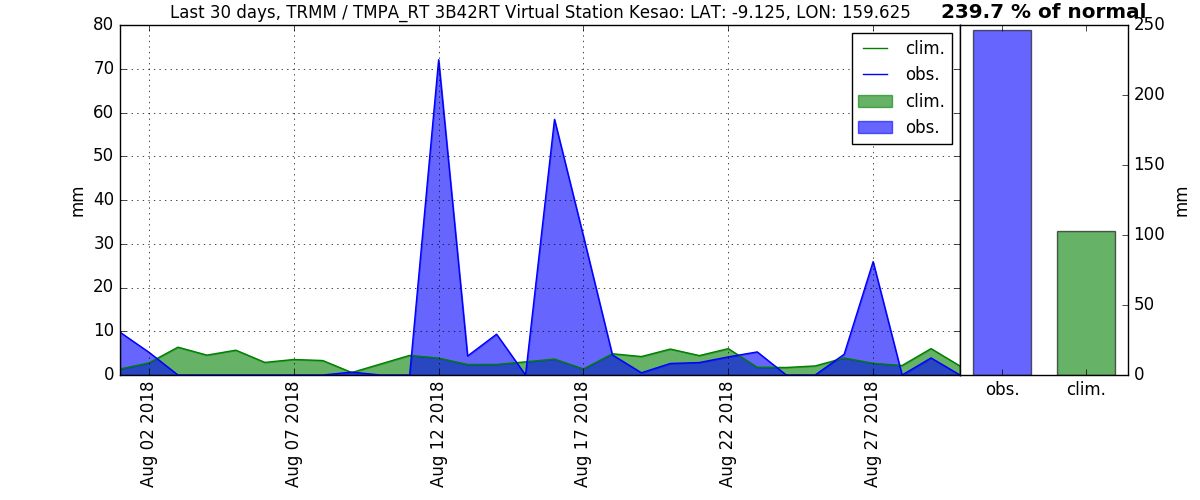 Last 30 days, TRMM / TMPA_RT 3B42RT Virtual Station Kesao: LAT: -9.125, LON: 159.625
239.7 % of normal
80
70
60
50
40
30
20
10
0
mm
clim.
obs.
clim.
obs.
Aug 02 2018
Aug 07 2018
Aug 12 2018
Aug 17 2018
Aug 22 2018
Aug 27 2018
250
200
150
100
50
0
mm
obs.
clim.